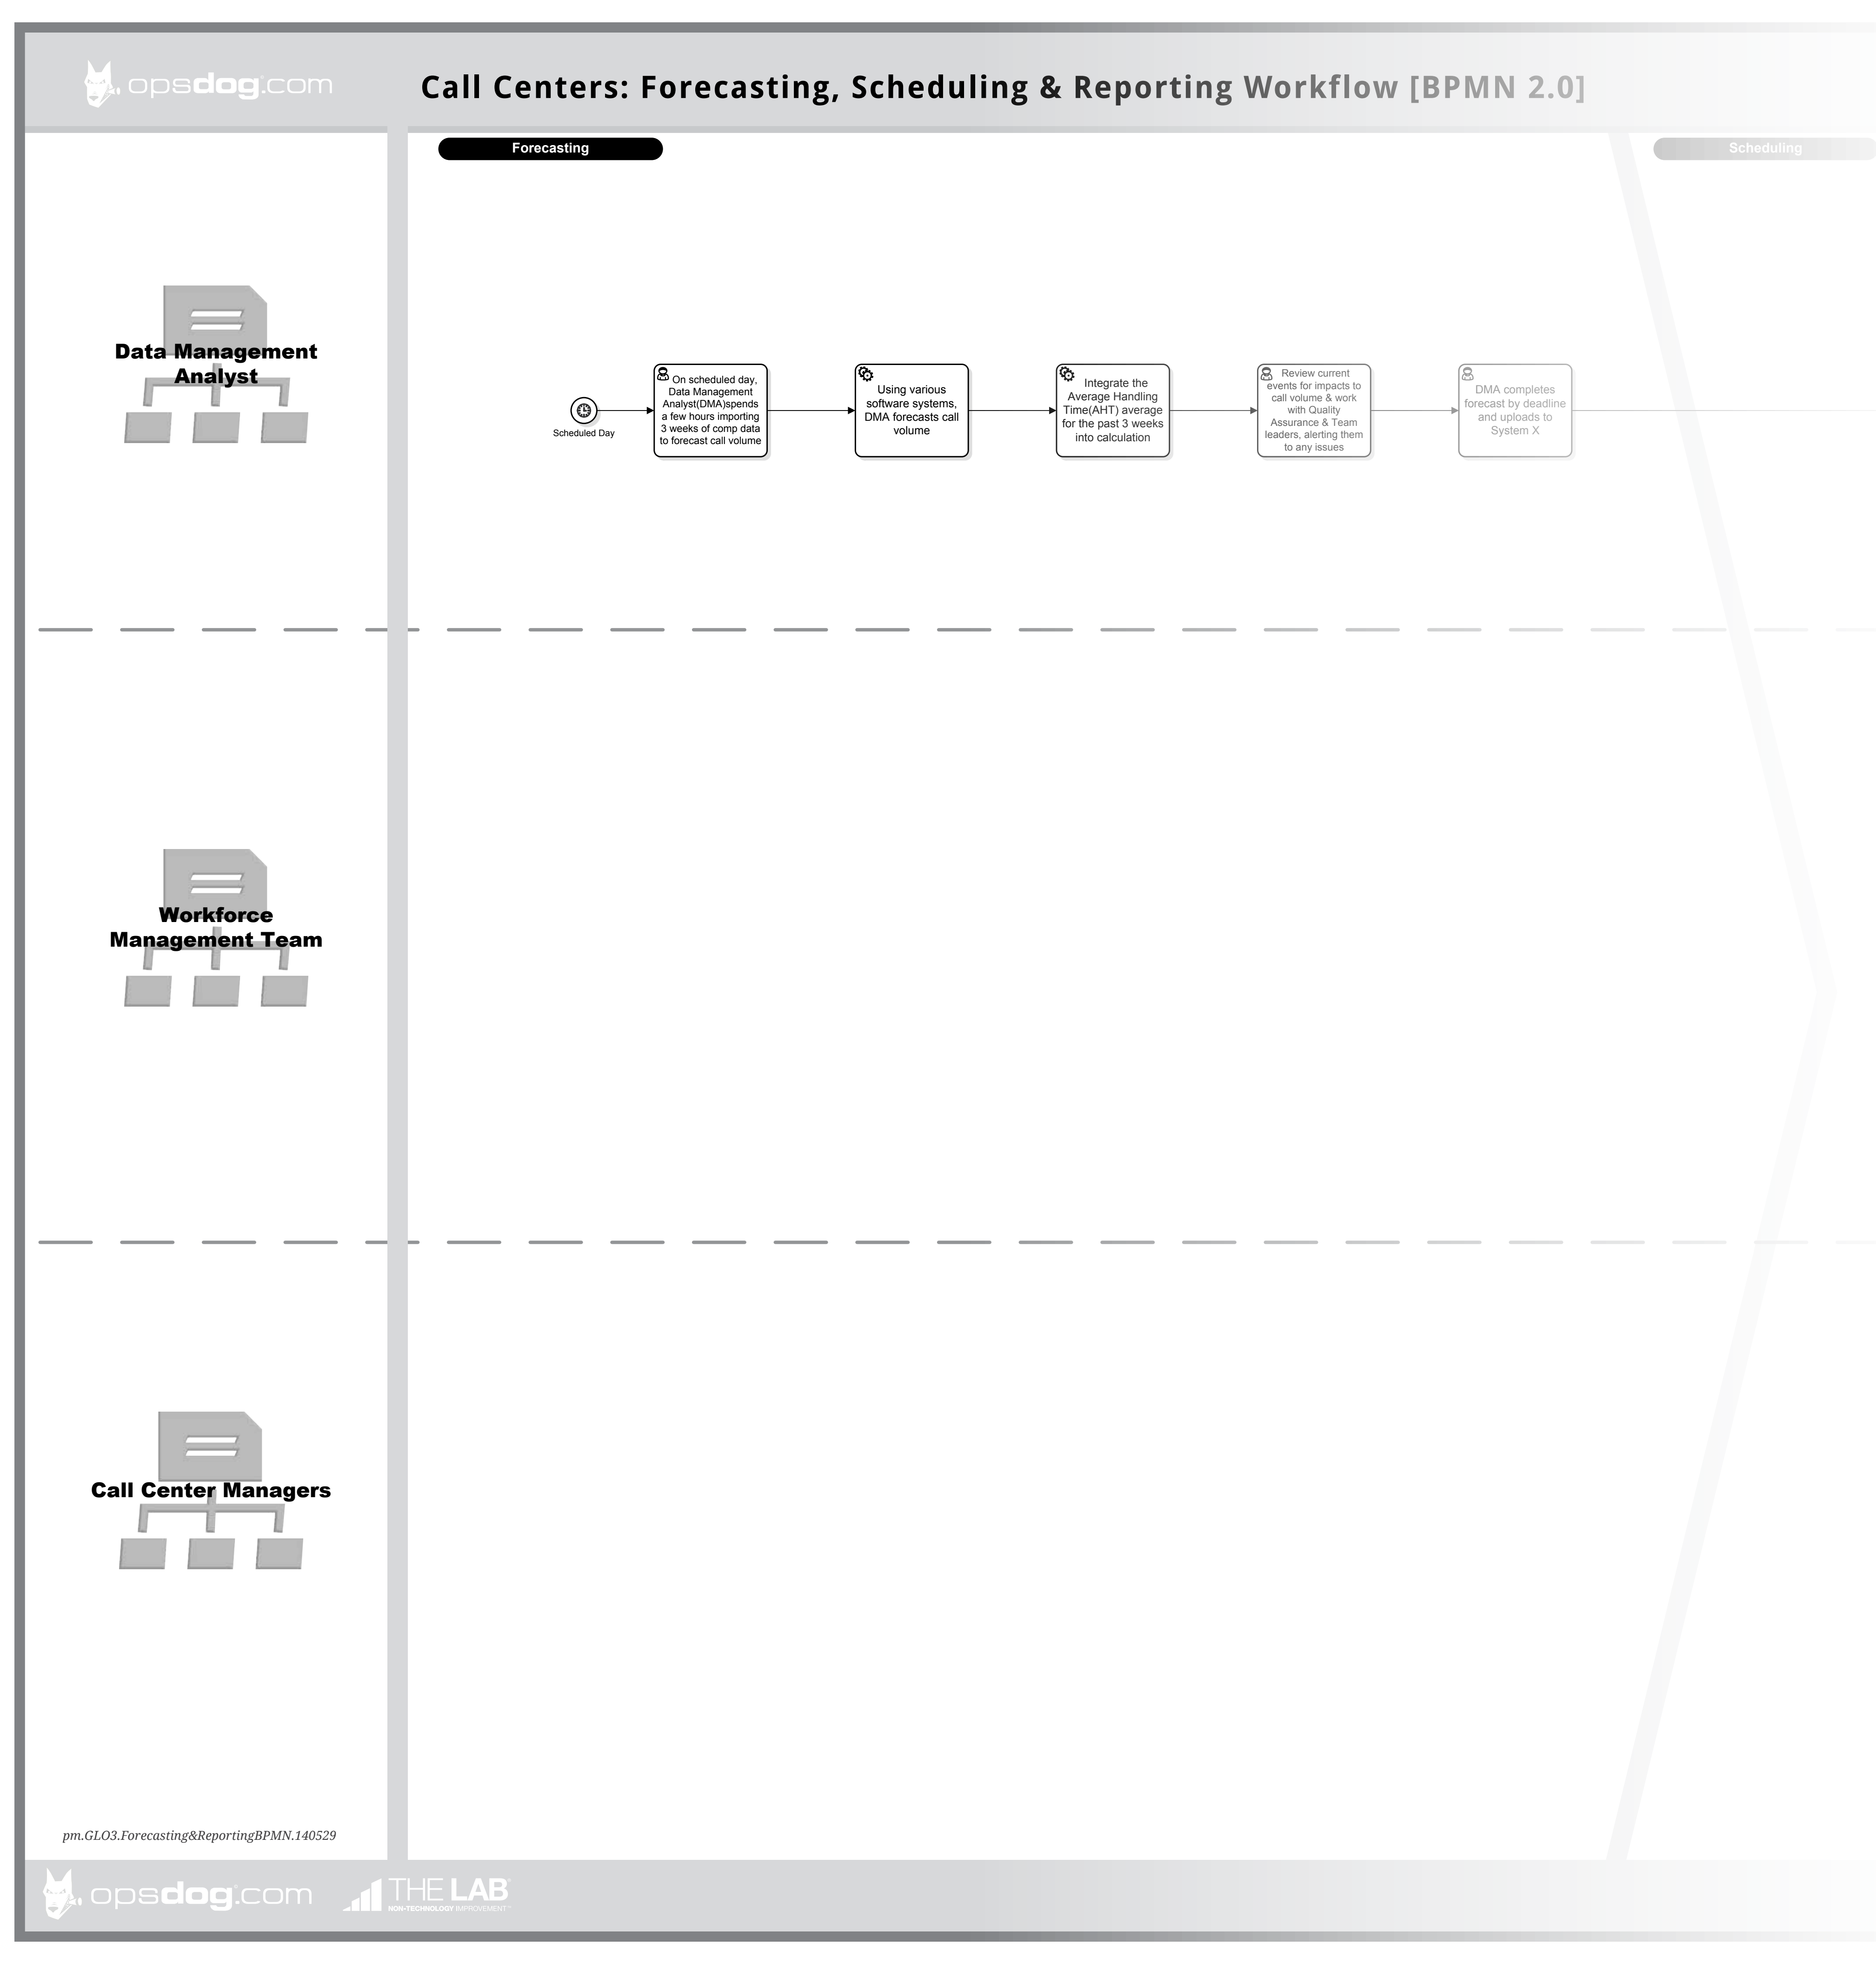 opsdog.com
Call Centers: Forecasting, Scheduling & Reporting Workflow [BPMN 2.0]
Forecasting
Scheduling
Data Management
Analyst
Scheduled Day
On scheduled day,
Data Management
Analyst(DMA)spends
a few hours importing
3 weeks of comp data
to forecast call volume
Using various
software systems,
DMA forecasts call
volume
Integrate the
Average Handling
Time(AHT) average
for the past 3 weeks
into calculation
Review current
events for impacts to
call volume & work
with Quality
Assurance & Team
leaders, alerting them
to any issues
DMA completes
forecast by deadline
and uploads to
System X
Workforce
Management Team
Call Center Managers
pm.GLO3.Forecasting&ReportingBPMN.140529
opsdog.com
THE LAB
NON-TECHNOLOGY IMPROVEMENT